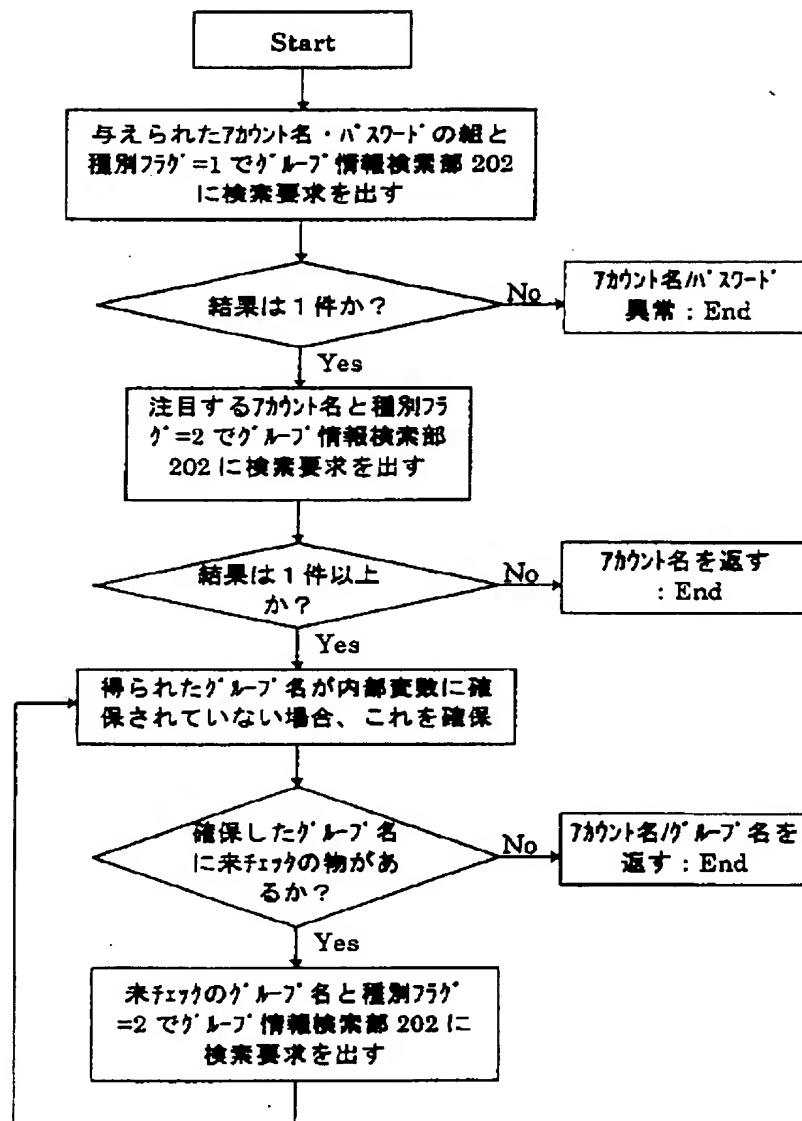 Start
与えられたｱｶｳﾝﾄ名・ﾊﾟｽﾜｰﾄﾞの組と
種別ﾌﾗｸﾞ=1でｸﾞﾙｰﾌﾟ情報検索部 202
に検索要求を出す
結果は１件か？
No
ｱｶｳﾝﾄ名/ﾊﾟｽﾜｰﾄﾞ
異常：End
Yes
注目するｱｶｳﾝﾄ名と種別ﾌﾗ
ｸﾞ=2でｸﾞﾙｰﾌﾟ情報検索部
202に検索要求を出す
結果は１件以上
か？
No
ｱｶｳﾝﾄ名を返す
：End
Yes
得られたｸﾞﾙｰﾌﾟ名が内部変数に確
保されていない場合、これを確保
確保したｸﾞﾙｰﾌﾟ名
に来ﾁｪｯｸの物があ
るか？
No
ｱｶｳﾝﾄ名/ｸﾞﾙｰﾌﾟ名を
返す：End
Yes
来ﾁｪｯｸのｸﾞﾙｰﾌﾟ名と種別ﾌﾗｸﾞ
=2でｸﾞﾙｰﾌﾟ情報検索部 202に
検索要求を出す